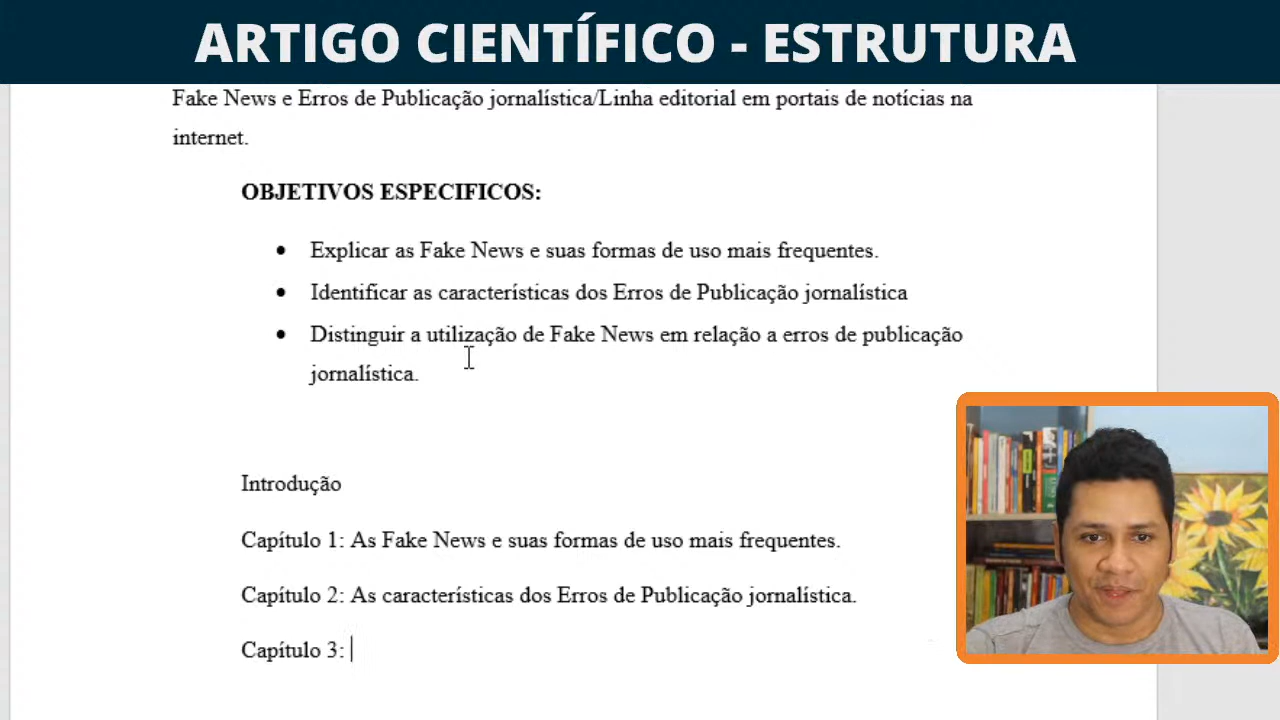 ARTIGO CIENTÍFICO - ESTRUTURA
Fake News e Erros de Publicação jornalística/Linha editorial em portais de notícias na
internet.
OBJETIVOS ESPECIFICOS:
• Explicar as Fake News e suas formas de uso mais frequentes.
• Identificar as características dos Erros de Publicação jornalística
• Distinguir a utilização de Fake News em relação a erros de publicação
jornalística.
Introdução
Capítulo 1: As Fake News e suas formas de uso mais frequentes.
Capítulo 2: As características dos Erros de Publicação jornalística.
Capítulo 3: